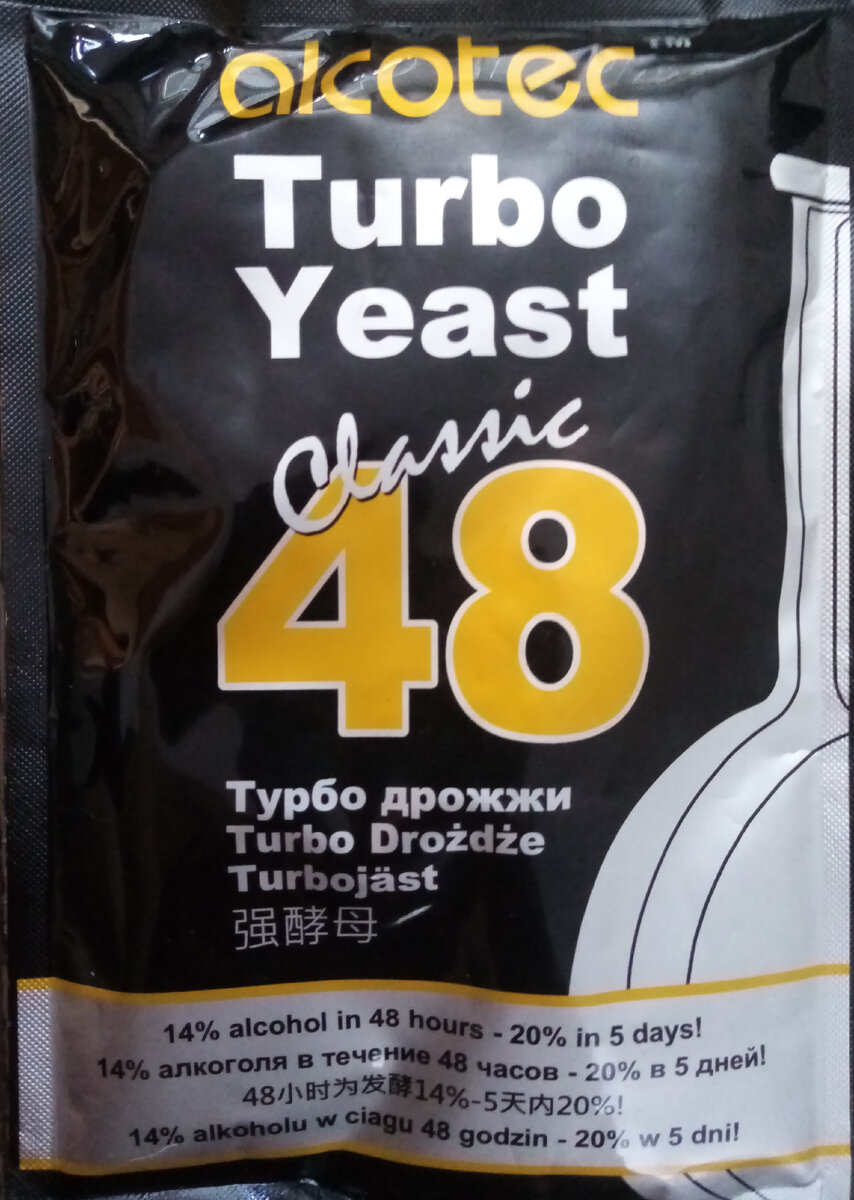 alcotec
Turbo
Yeast
Classic
48
Турбо дрожжи
Turbo Drożdże
Turbojäst
强酵母
14% alcohol in 48 hours - 20% in 5 days!
14% алкоголя в течение 48 часов - 20% в 5 дней!
48小时为发酵14%-5天内20%!
14% alkoholu w ciagu 48 godzin - 20% w 5 dni!